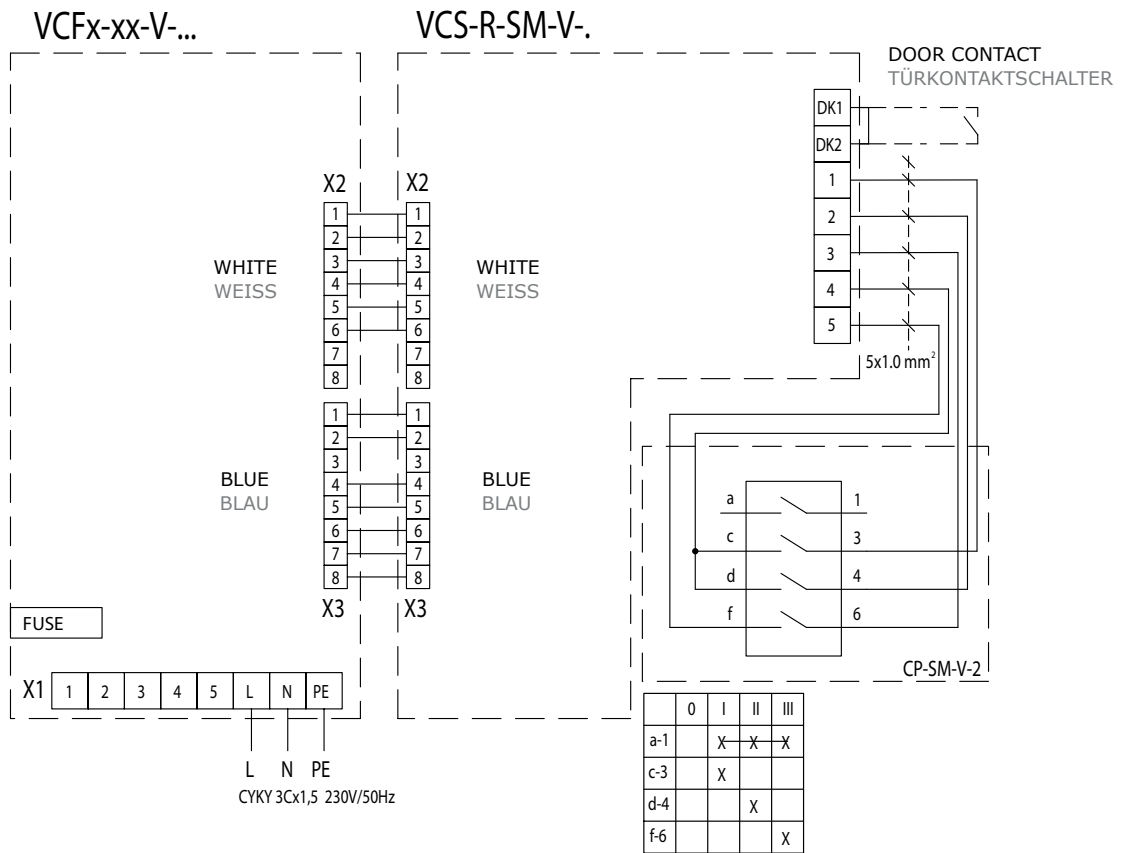 VCFx-xx-V-...
VCS-R-SM-V-.
DOOR CONTACT
TÜRKONTAKTSCHALTER
DK1
DK2
1
2
3
4
5
5x1.0 mm²
X2
1
2
3
4
5
6
7
8
X2
1
2
3
4
5
6
7
8
WHITE
WEISS
WHITE
WEISS
1
2
3
4
5
6
7
8
X3
1
2
3
4
5
6
7
8
X3
BLUE
BLAU
BLUE
BLAU
a 1
c 3
d 4
f 6
CP-SM-V-2
FUSE
X1 1 2 3 4 5 L N PE
L N PE
CYKY 3Cx1,5 230V/50Hz
0 I II III
a-1 X X X
c-3 X
d-4 X
f-6 X